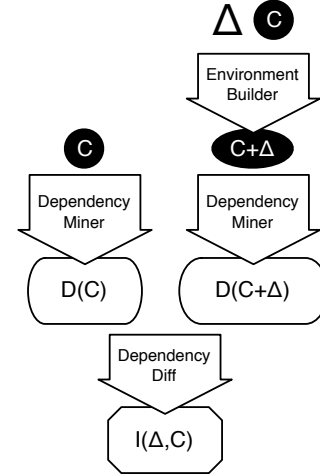 Δ C
Environment
Builder
C C+Δ
Dependency
Miner
Dependency
Miner
D(C) D(C+Δ)
Dependency
Diff
I(Δ,C)